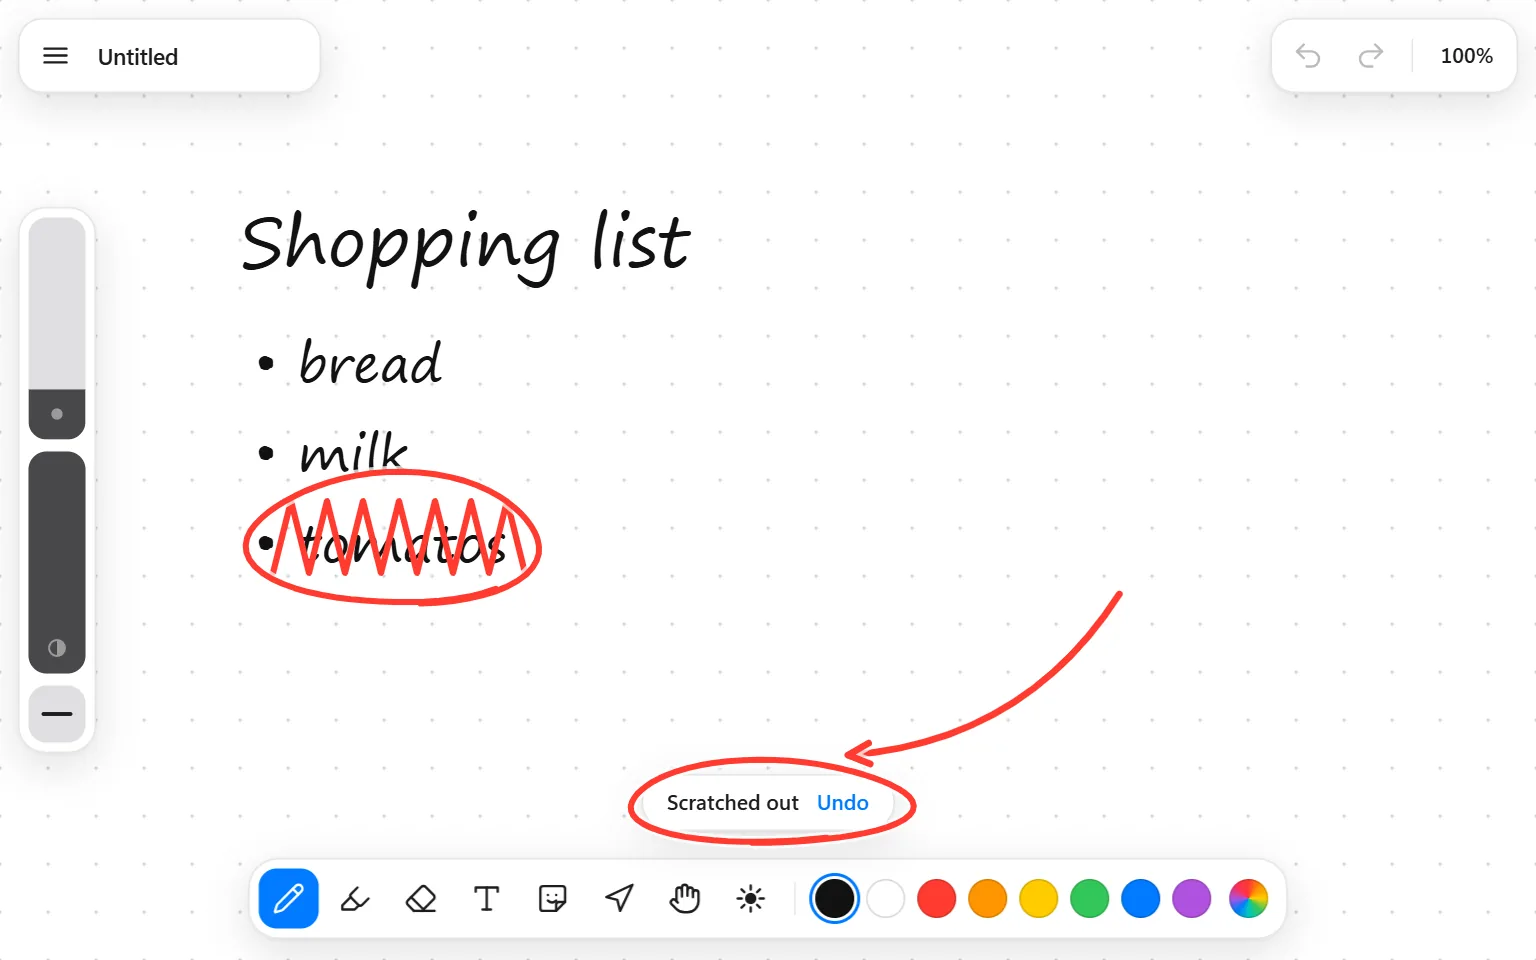 Untitled
100%
Shopping list
• bread
• milk
• tomatos
Scratched out Undo
T